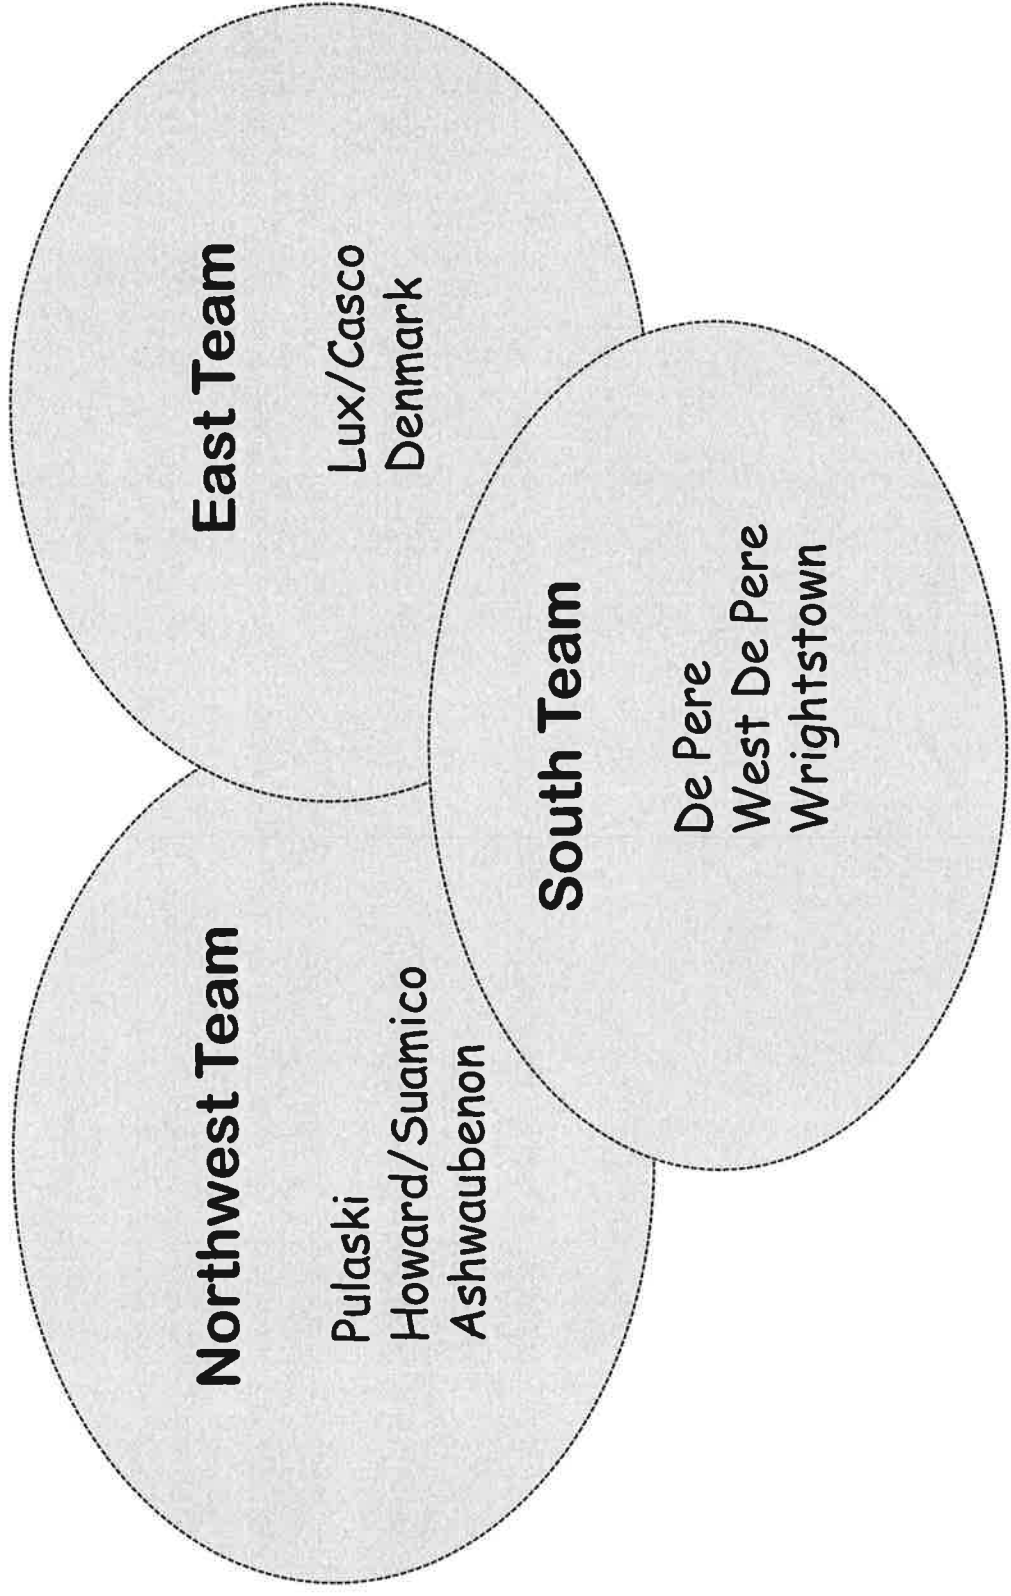 Northwest Team
Pulaski
Howard/Suamico
Ashwaubenon
East Team
Lux/Casco
Denmark
South Team
De Pere
West De Pere
Wrightstown